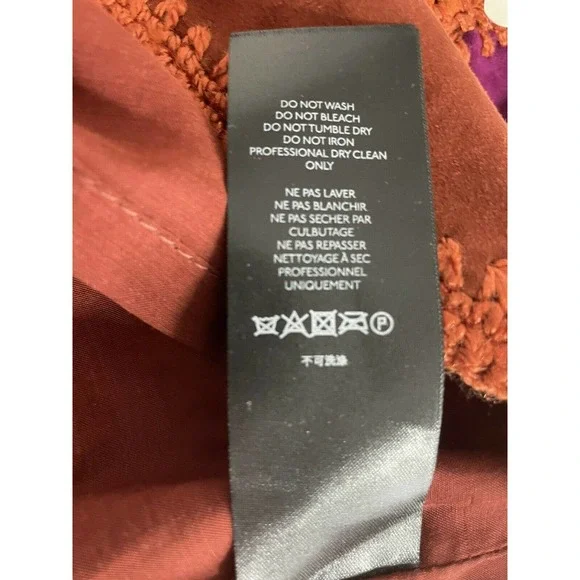 DO NOT WASH
DO NOT BLEACH
DO NOT TUMBLE DRY
DO NOT IRON
PROFESSIONAL DRY CLEAN
ONLY
NE PAS LAVER
NE PAS BLANCHIR
NE PAS SECHER PAR
CULBUTAGE
NE PAS REPASSER
NETTOYAGE À SEC
PROFESSIONNEL
UNIQUEMENT
P
不可洗涤